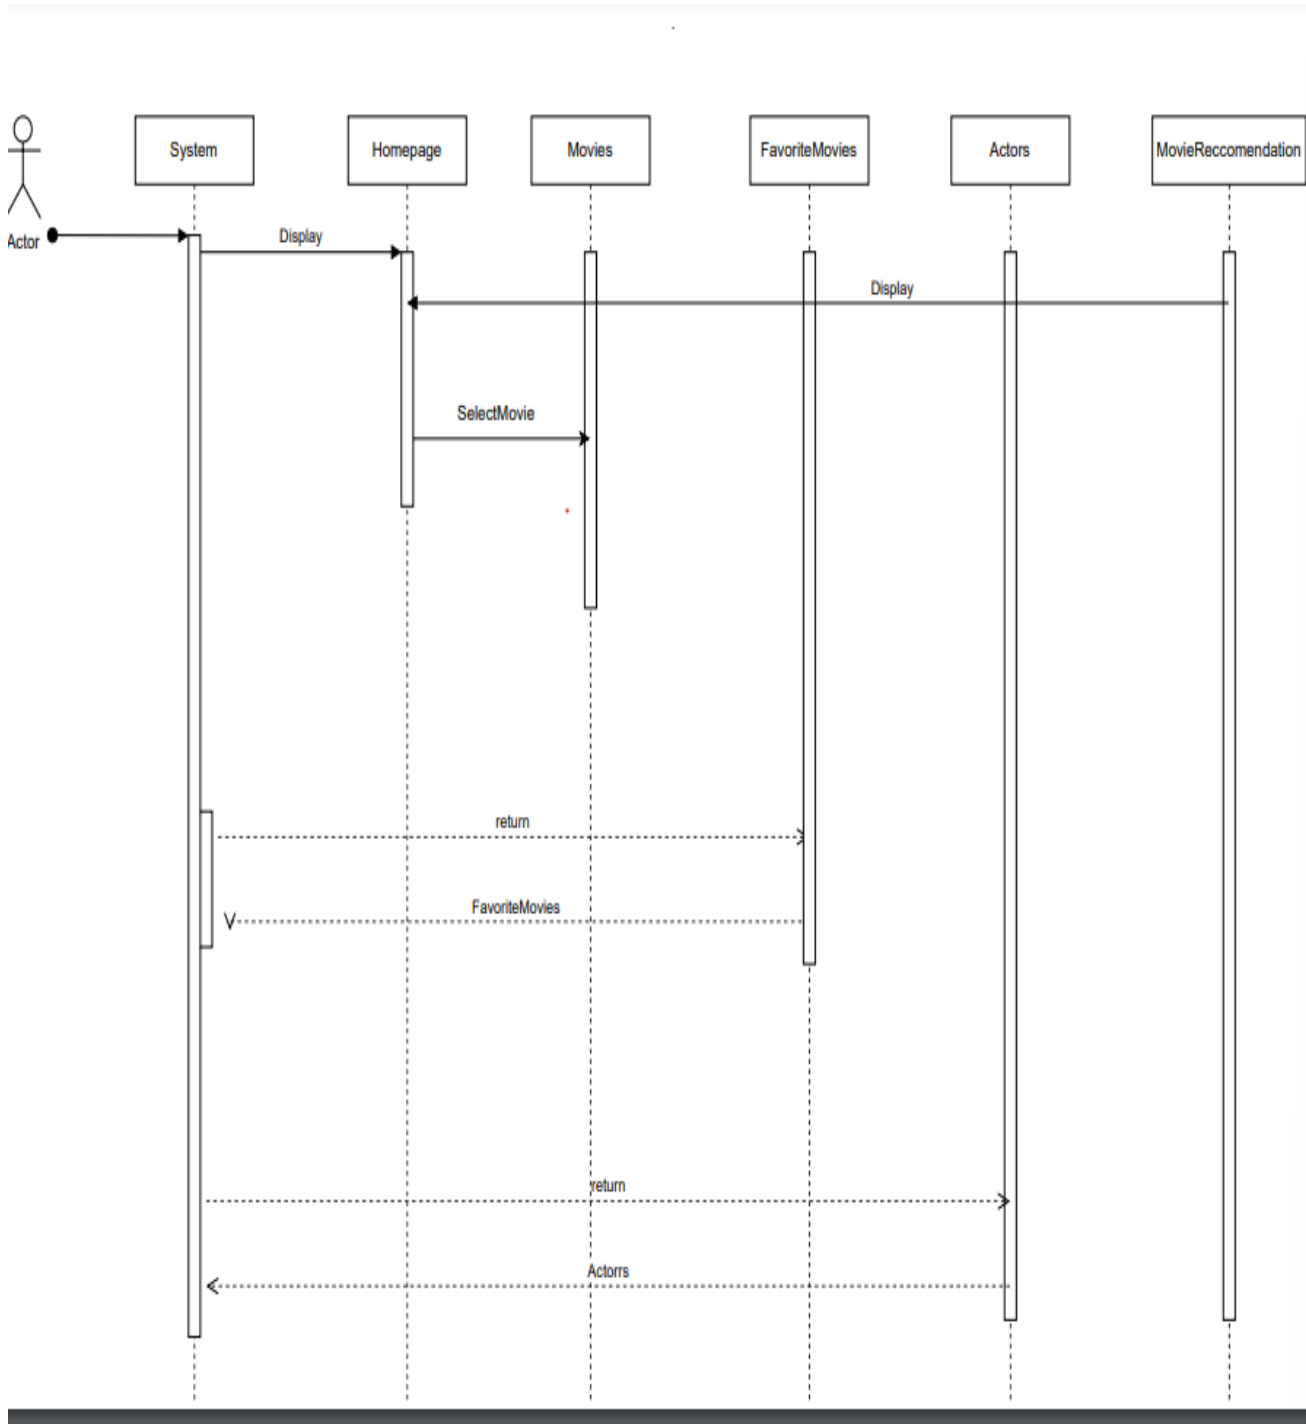 System
Homepage
Movies
FavoriteMovies
Actors
MovieReccomendation
Actor
Display
Display
SelectMovie
return
FavoriteMovies
return
Actorrs